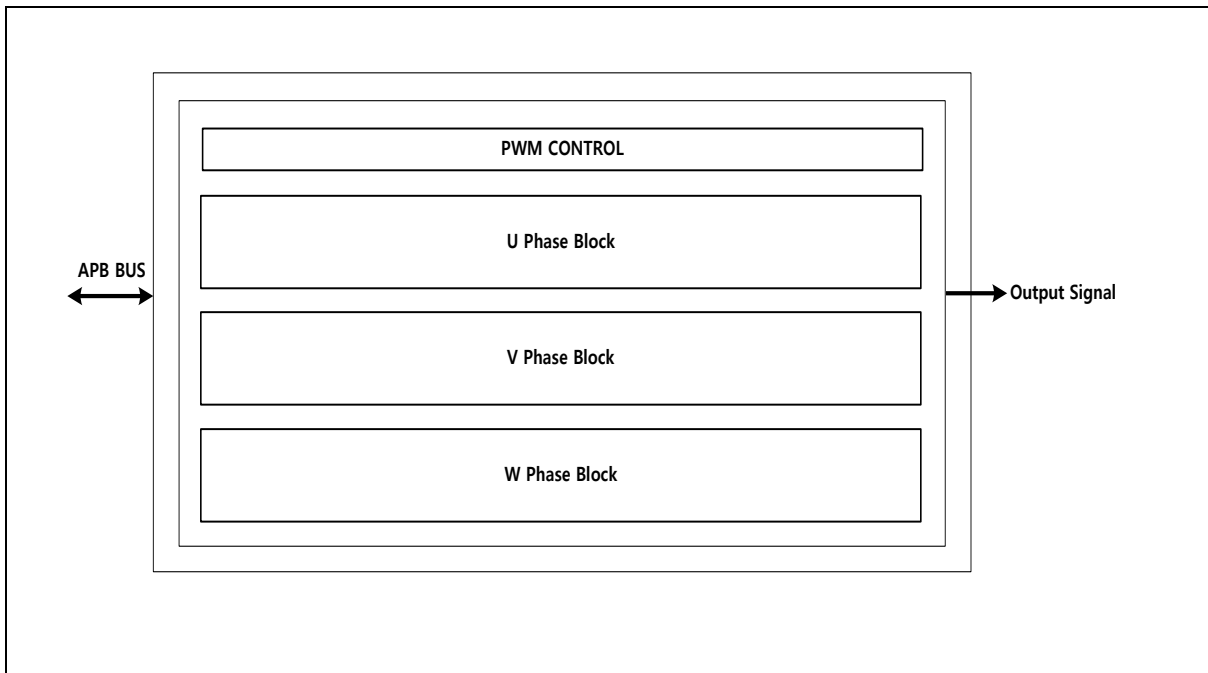 PWM CONTROL
U Phase Block
APB BUS
Output Signal
V Phase Block
W Phase Block